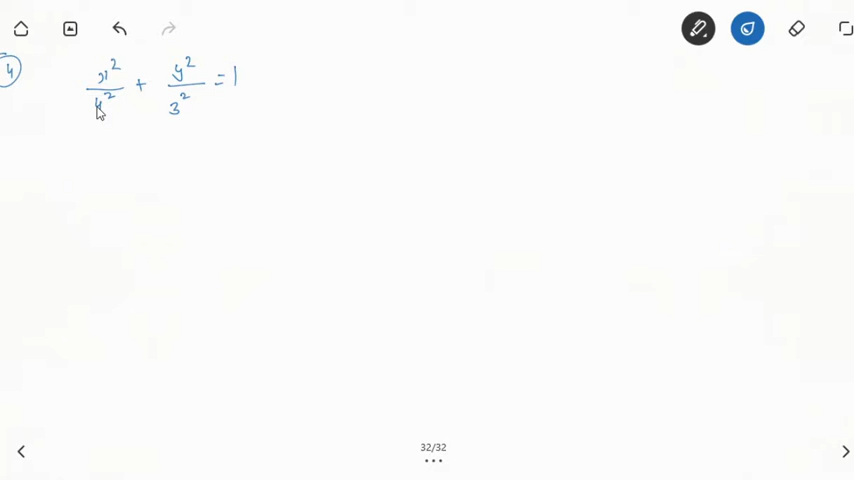 4
x²/4² + y²/3² = 1
32/32